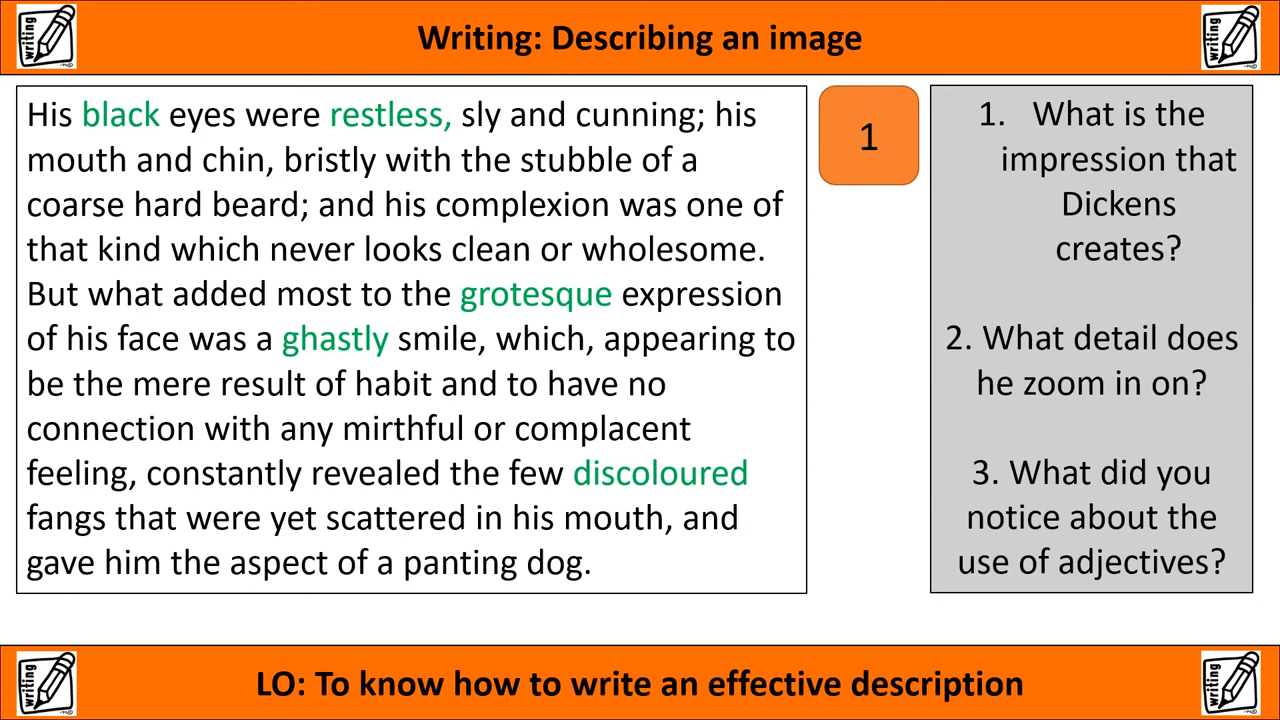 writing
Writing: Describing an image
writing
His black eyes were restless, sly and cunning; his
mouth and chin, bristly with the stubble of a
coarse hard beard; and his complexion was one of
that kind which never looks clean or wholesome.
But what added most to the grotesque expression
of his face was a ghastly smile, which, appearing to
be the mere result of habit and to have no
connection with any mirthful or complacent
feeling, constantly revealed the few discoloured
fangs that were yet scattered in his mouth, and
gave him the aspect of a panting dog.
1
1. What is the
impression that
Dickens
creates?
2. What detail does
he zoom in on?
3. What did you
notice about the
use of adjectives?
writing
LO: To know how to write an effective description
writing